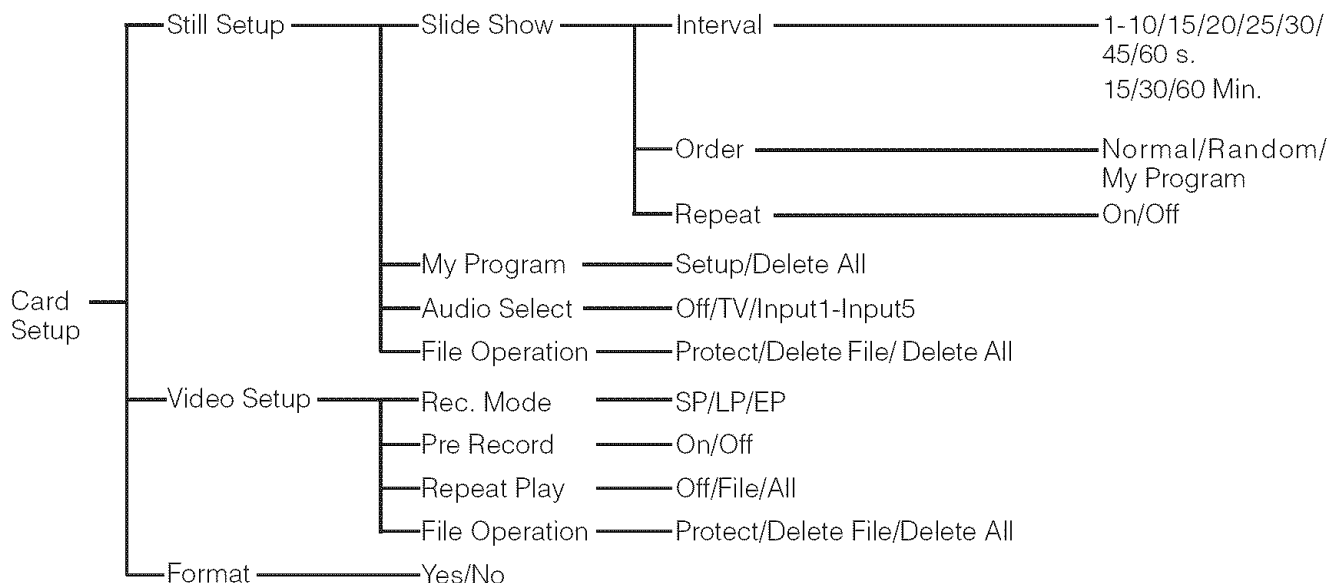 Still Setup Slide Show Interval 1-10/15/20/25/30/
45/60 s.
15/30/60 Min.
Order Normal/Random/
My Program
Repeat On/Off
My Program Setup/Delete All
Card
Setup
Audio Select Off/TV/Input1-Input5
File Operation Protect/Delete File/ Delete All
Video Setup Rec. Mode SP/LP/EP
Pre Record On/Off
Repeat Play Off/File/All
File Operation Protect/Delete File/Delete All
Format Yes/No